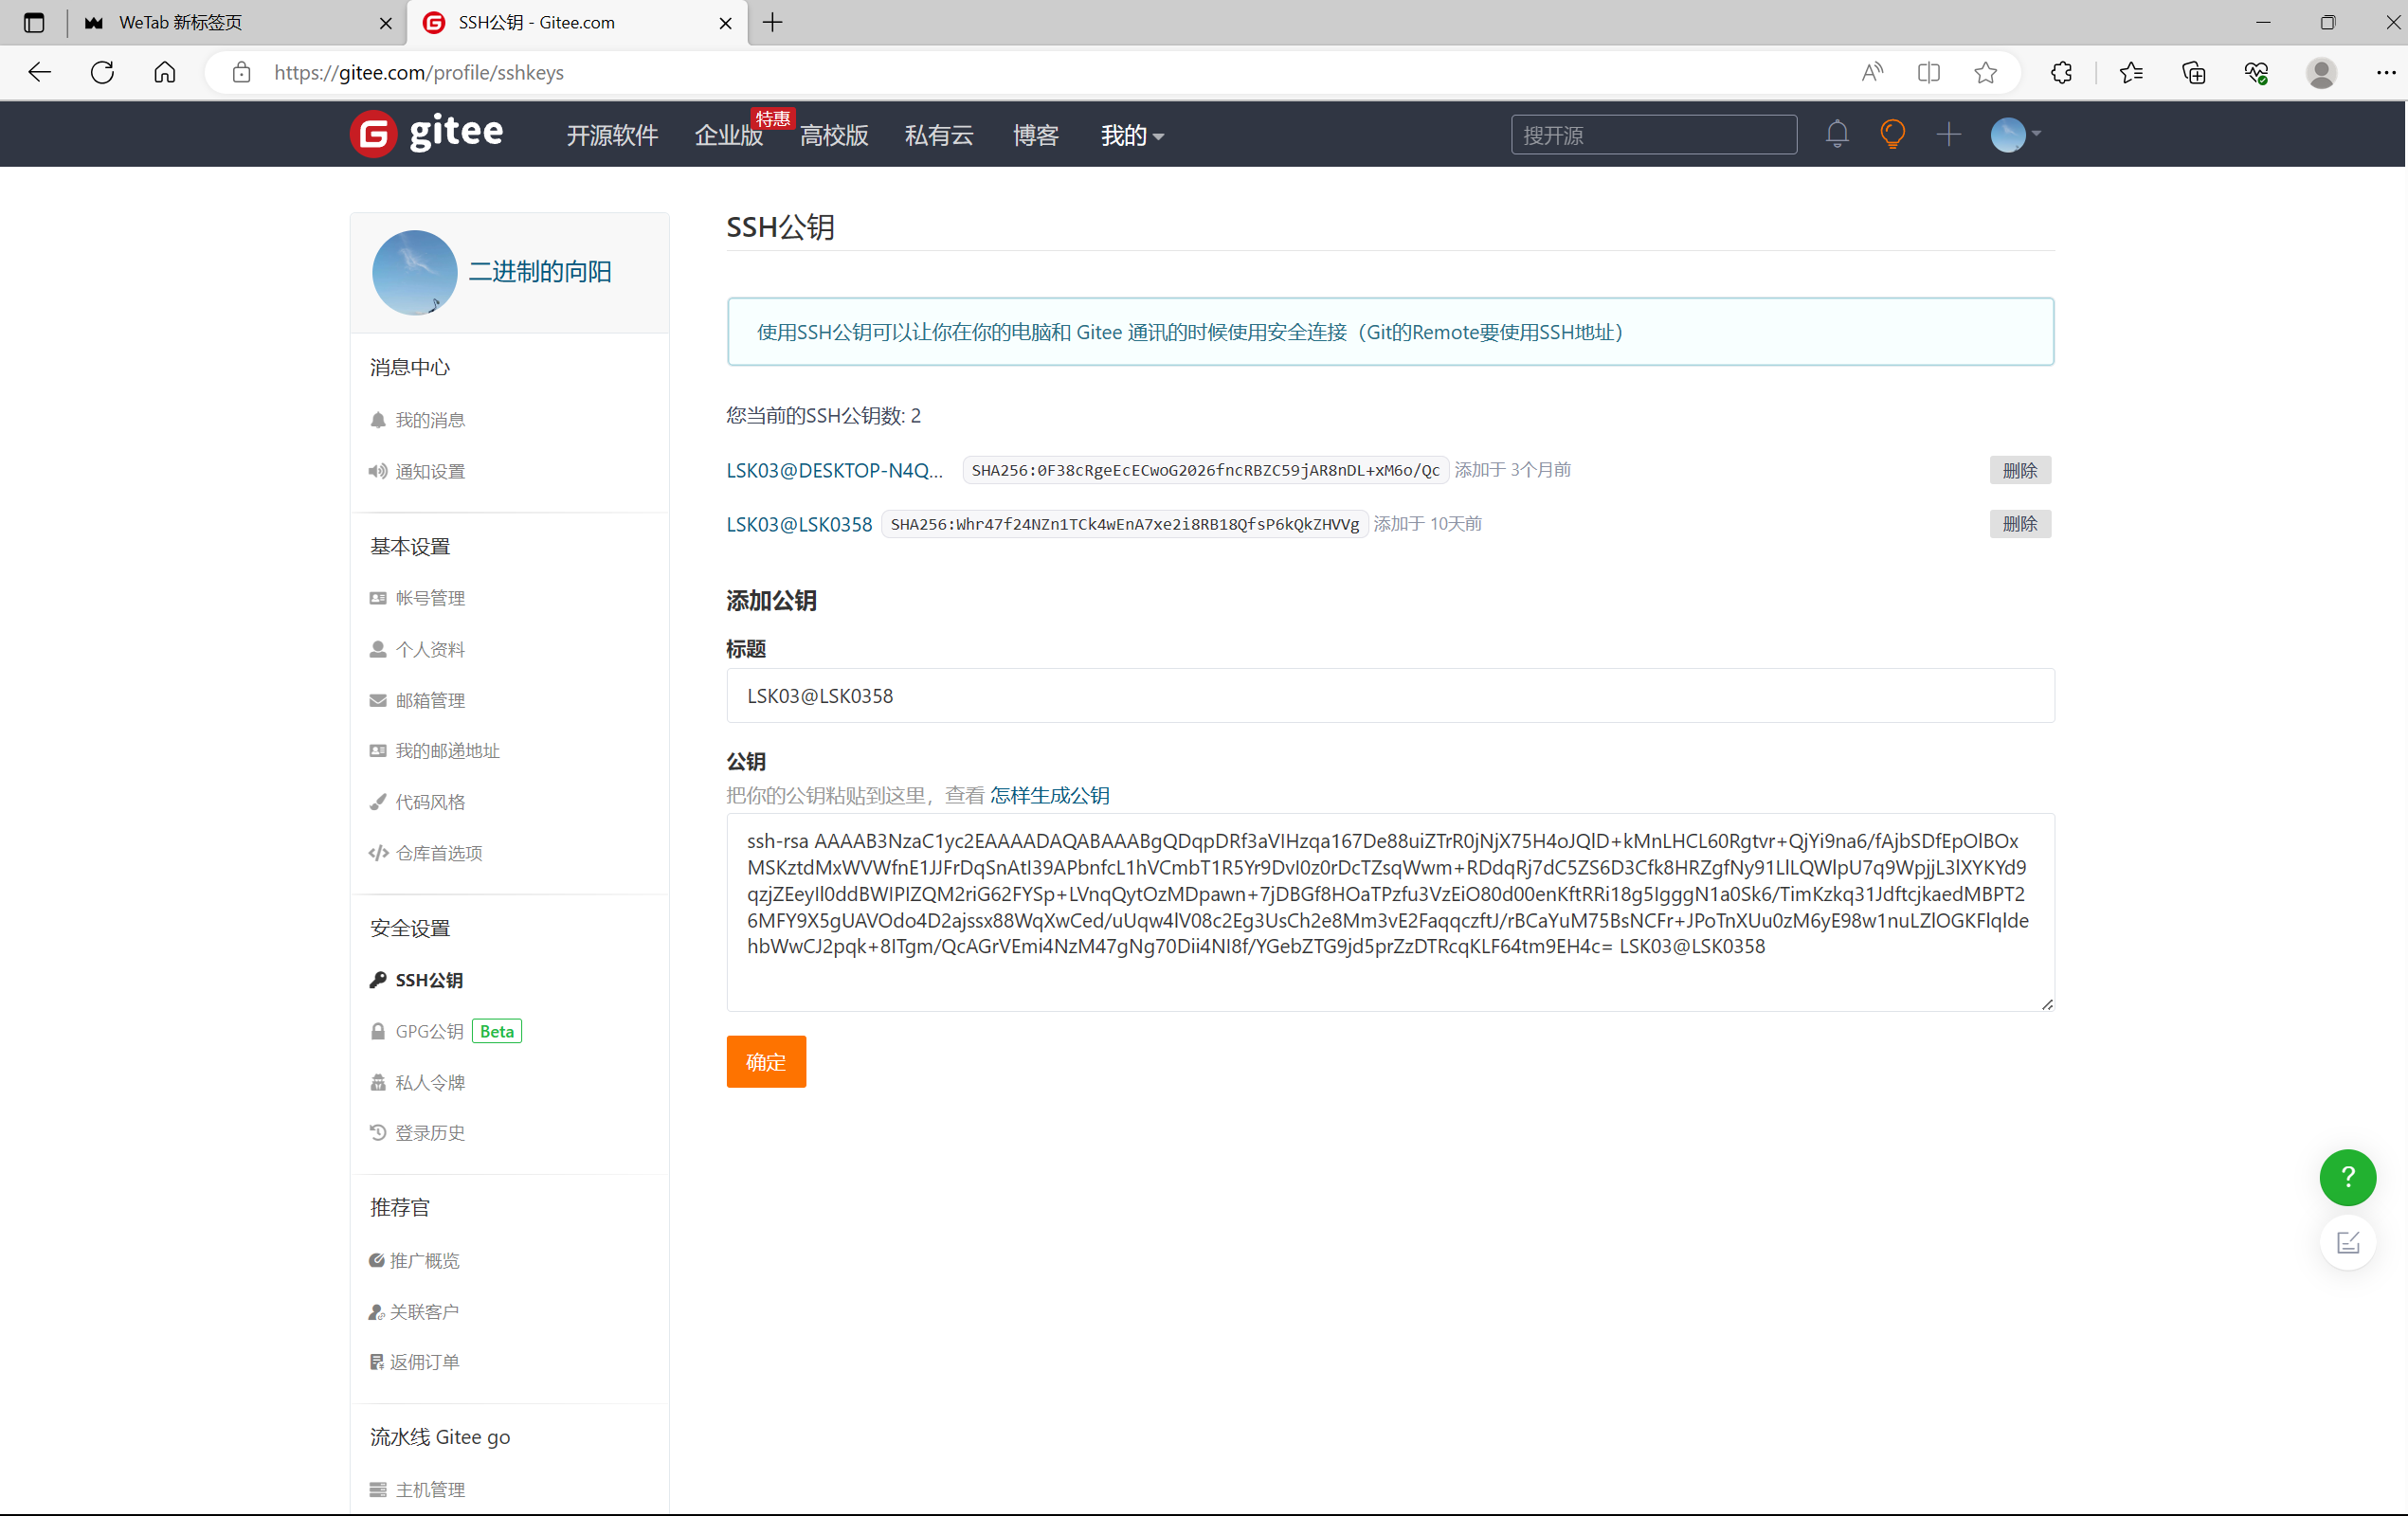 WeTab 新标签页
SSH公钥 - Gitee.com
https://gitee.com/profile/sshkeys
gitee
开源软件
企业版
特惠
高校版
私有云
博客
我的
搜开源
二进制的向阳
消息中心
我的消息
通知设置
基本设置
帐号管理
个人资料
邮箱管理
我的邮递地址
代码风格
仓库首选项
安全设置
SSH公钥
GPG公钥 Beta
私人令牌
登录历史
推荐官
推广概览
关联客户
返佣订单
流水线 Gitee go
主机管理
SSH公钥
使用SSH公钥可以让你在你的电脑和 Gitee 通讯的时候使用安全连接（Git的Remote要使用SSH地址）
您当前的SSH公钥数: 2
LSK03@DESKTOP-N4Q... SHA256:0F38cRgeEcECwoG2026fncRBZC59jAR8nDL+xM6o/Qc 添加于 3个月前 删除
LSK03@LSK0358 SHA256:Whr47f24NZn1TCk4wEnA7xe2i8RB18QfsP6kQkZHVVg 添加于 10天前 删除
添加公钥
标题
LSK03@LSK0358
公钥
把你的公钥粘贴到这里，查看 怎样生成公钥
ssh-rsa AAAAB3NzaC1yc2EAAAADAQABAAABgQDqpDRf3aVIHzqa167De88uiZTrR0jNjX75H4oJQlD+kMnLHCL60Rgtvr+QjYi9na6/fAjbSDfEpOlBOx
MSKztdMxWVWfnE1JJFrDqSnAtI39APbnfcL1hVCmbT1R5Yr9DvI0z0rDcTZsqWwm+RDdqRj7dC5ZS6D3Cfk8HRZgfNy91LlLQWlpU7q9WpjjL3lXYKYd9
qzjZEeyIl0ddBWIPIZQM2riG62FYSp+LVnqQytOzMDpawn+7jDBGf8HOaTPzfu3VzEiO80d00enKftRRi18g5IgggN1a0Sk6/TimKzkq31JdftcjkaedMBPT2
6MFY9X5gUAVOdo4D2ajssx88WqXwCed/uUqw4lV08c2Eg3UsCh2e8Mm3vE2FaqqczftJ/rBCaYuM75BsNCFr+JPoTnXUu0zM6yE98w1nuLZlOGKFlqlde
hbWwCJ2pqk+8ITgm/QcAGrVEmi4NzM47gNg70Dii4NI8f/YGebZTG9jd5prZzDTRcqKLF64tm9EH4c= LSK03@LSK0358
确定